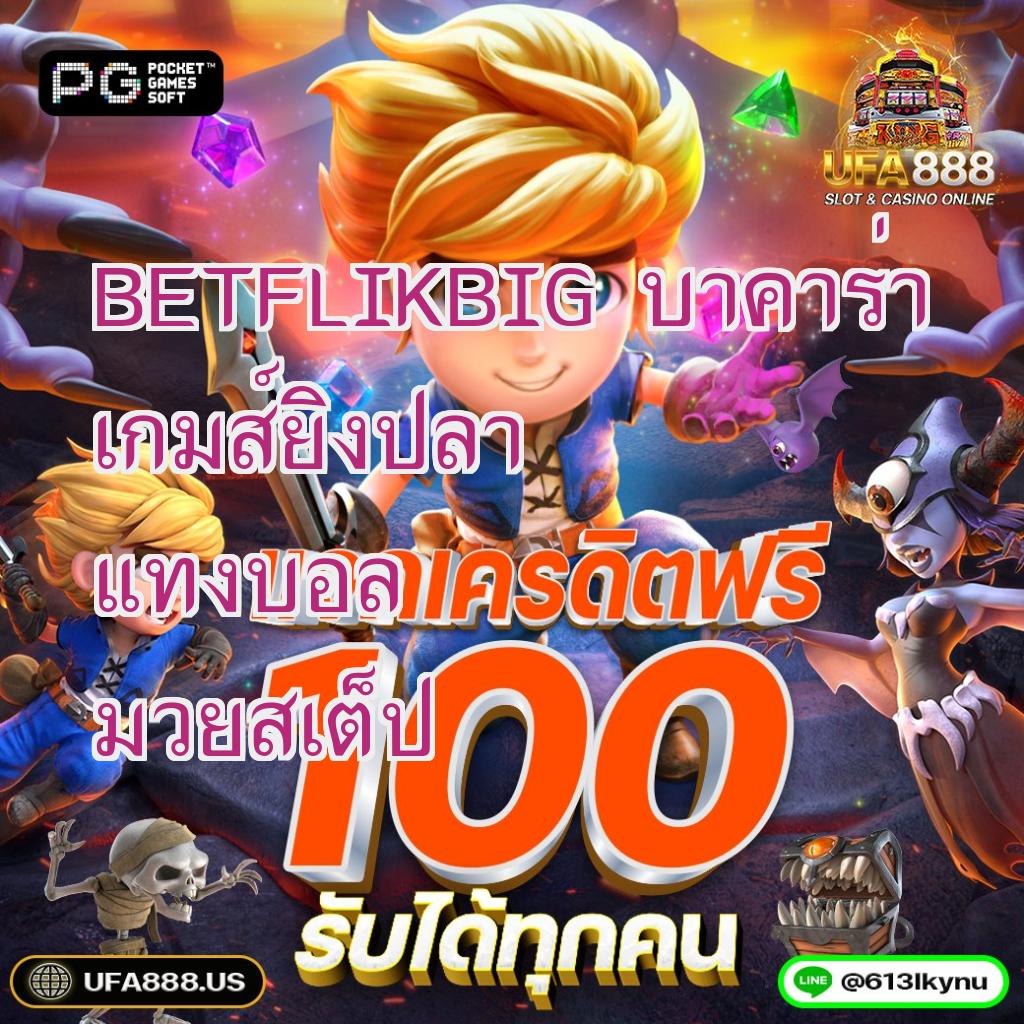 PG POCKET GAMES SOFT™
UFA888
SLOT & CASINO ONLINE
BETFLIKBIG บาคาร่า
เกมส์ยิงปลา
แทงบอล
เครดิตฟรี
มวยสเต็ป
100
รับได้ทุกคน
UFA888.US
LINE @613lkynu